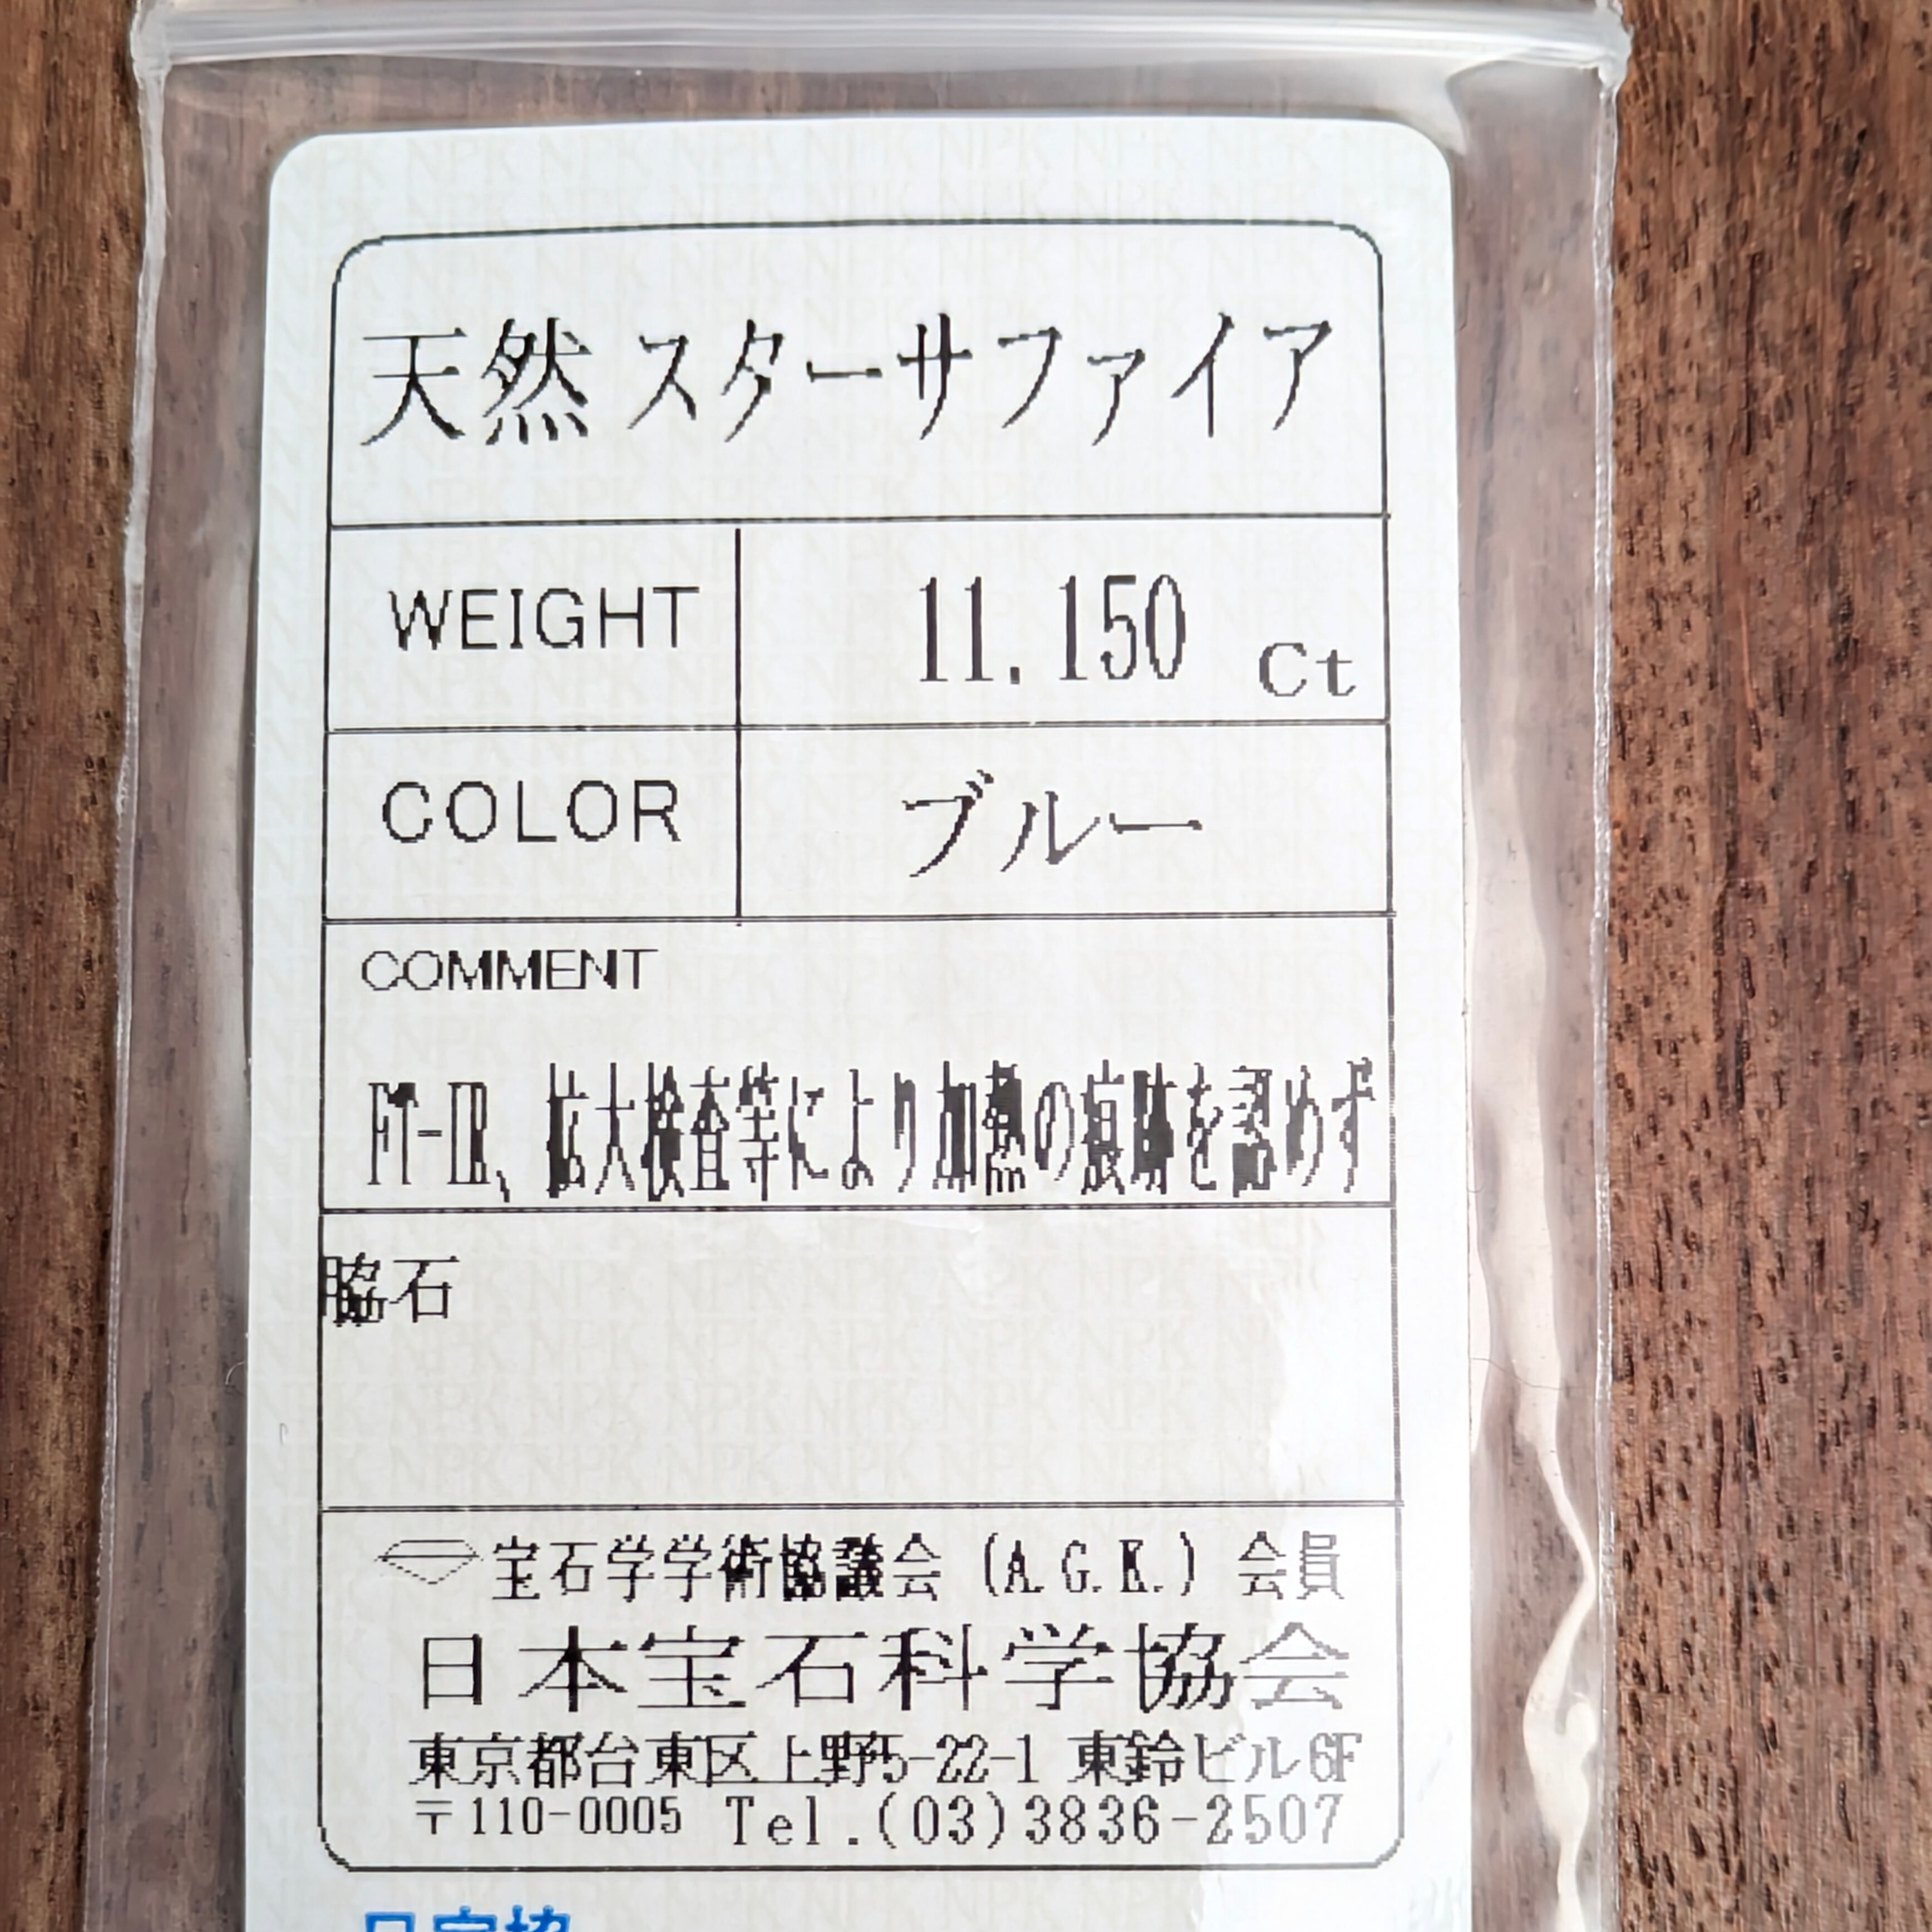 天然 スターサファイア
WEIGHT 11.150 Ct
COLOR ブルー
COMMENT
FT-IR、拡大検査等により加熱の痕跡を認めず
脇石
宝石学学術協議会 (A.G.K.) 会員
日本宝石科学協会
東京都台東区上野5-22-1 東鈴ビル6F
〒110-0005 Tel.(03)3836-2507
日宝協